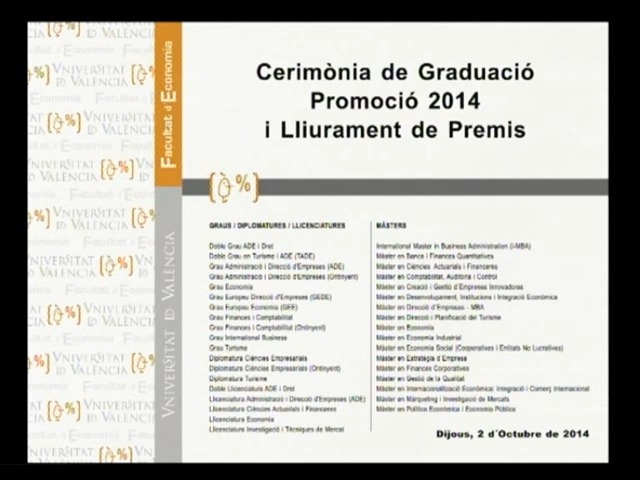 Facultat d'Economia
VNIVERSITAT ID VALÈNCIA
Cerimònia de Graduació
Promoció 2014
i Lliurament de Premis
GRAUS / DIPLOMATURES / LLICENCIATURES
Doble Grau ADE i Dret
Doble Grau en Turisme i ADE (TADE)
Grau Administració i Direcció d'Empreses (ADE)
Grau Administració i Direcció d'Empreses (Ontinyent)
Grau Economia
Grau Europeu Direcció d'Empreses (GEDE)
Grau Europeu Economia (GEE)
Grau Finances i Comptabilitat
Grau Finances i Comptabilitat (Ontinyent)
Grau International Business
Grau Turisme
Diplomatura Ciències Empresarials
Diplomatura Ciències Empresarials (Ontinyent)
Diplomatura Turisme
Doble Llicenciatura ADE i Dret
Llicenciatura Administració i Direcció d'Empreses (ADE)
Llicenciatura Ciències Actuarials i Financeres
Llicenciatura Economia
Llicenciatura Investigació i Tècniques de Mercat
MÀSTERS
International Master in Business Administration (i-MBA)
Màster en Banca i Finances Quantitatives
Màster en Ciències Actuarials i Financeres
Màster en Comptabilitat, Auditoria i Control
Màster en Creació i Gestió d'Empreses Innovadores
Màster en Desenvolupament, Institucions i Integració Econòmica
Màster en Direcció d'Empreses - MBA
Màster en Direcció i Planificació del Turisme
Màster en Economia
Màster en Economia Industrial
Màster en Economia Social (Cooperatives i Entitats No Lucratives)
Màster en Estratègia d'Empresa
Màster en Finances Corporatives
Màster en Gestió de la Qualitat
Màster en Internacionalització Econòmica: Integració i Comerç Internacional
Màster en Màrqueting i Investigació de Mercats
Màster en Política Econòmica i Economia Pública
Dijous, 2 d´Octubre de 2014